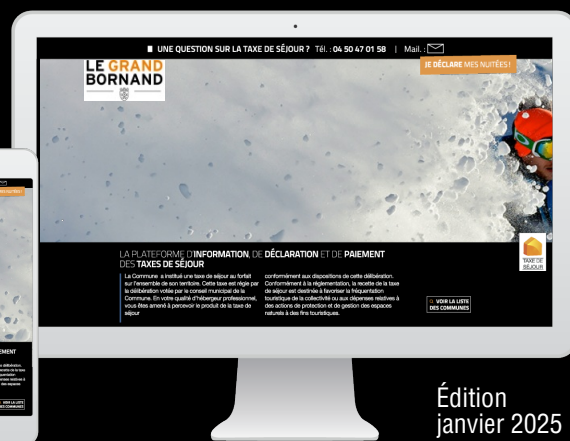 UNE QUESTION SUR LA TAXE DE SÉJOUR ? Tél. : 04 50 47 01 58 | Mail. :
JE DÉCLARE MES NUITÉES !
LE GRAND
BORNAND
LA PLATEFORME D'INFORMATION, DE DÉCLARATION ET DE PAIEMENT
DES TAXES DE SÉJOUR
La Commune a institué une taxe de séjour au forfait
sur l'ensemble de son territoire. Cette taxe est régie par
la délibération votée par le conseil municipal de la
Commune. En votre qualité d'hébergeur professionnel,
vous êtes amené à percevoir le produit de la taxe de
séjour
conformément aux dispositions de cette délibération.
Conformément à la réglementation, la recette de la taxe
de séjour est destinée à favoriser la fréquentation
touristique de la collectivité ou aux dépenses relatives à
des actions de protection et de gestion des espaces
naturels à des fins touristiques.
TAXE DE
SÉJOUR
VOIR LA LISTE
DES COMMUNES
EMENT
VOIR LA LISTE
DES COMMUNES
Édition
janvier 2025